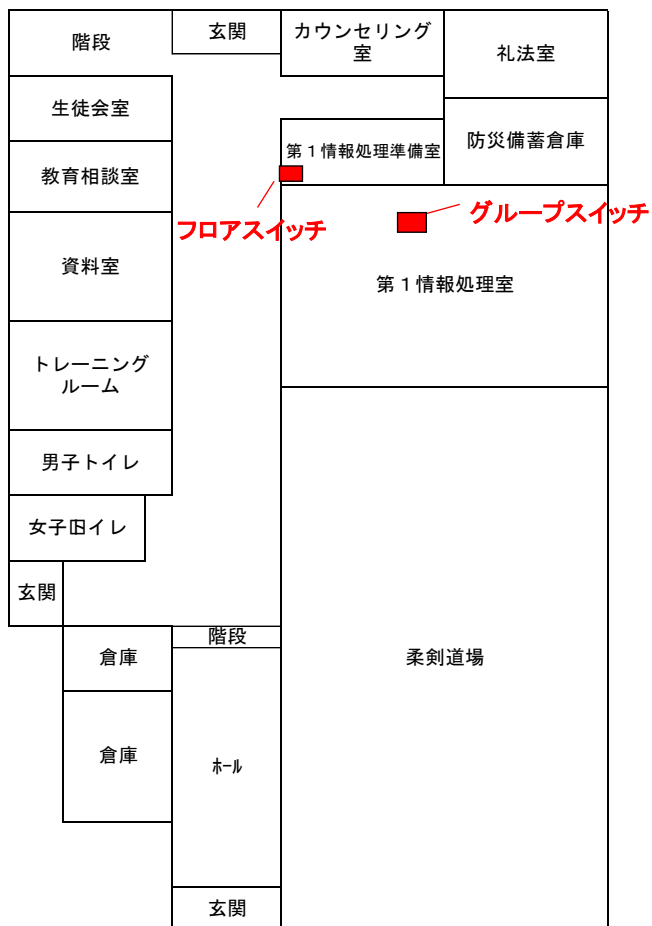 階段
玄関
カウンセリング
室
礼法室
生徒会室
第１情報処理準備室
防災備蓄倉庫
教育相談室
フロアスイッチ
グループスイッチ
資料室
第１情報処理室
トレーニング
ルーム
男子トイレ
女子トイレ
玄関
階段
倉庫
柔剣道場
倉庫
ﾎｰﾙ
玄関